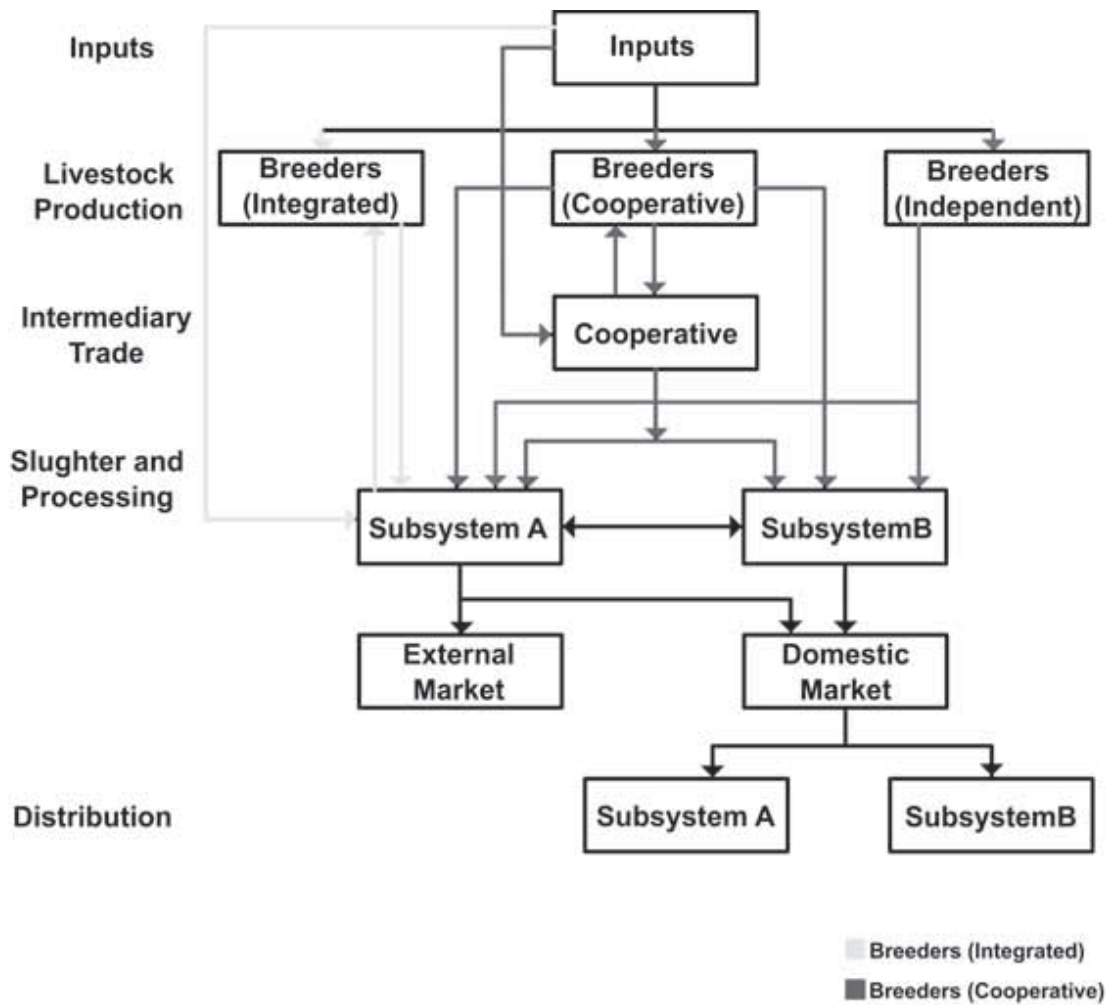 Inputs
Inputs
Livestock
Production
Breeders
(Integrated)
Breeders
(Cooperative)
Breeders
(Independent)
Intermediary
Trade
Cooperative
Slughter and
Processing
Subsystem A
SubsystemB
External
Market
Domestic
Market
Distribution
Subsystem A
SubsystemB
Breeders (Integrated)
Breeders (Cooperative)